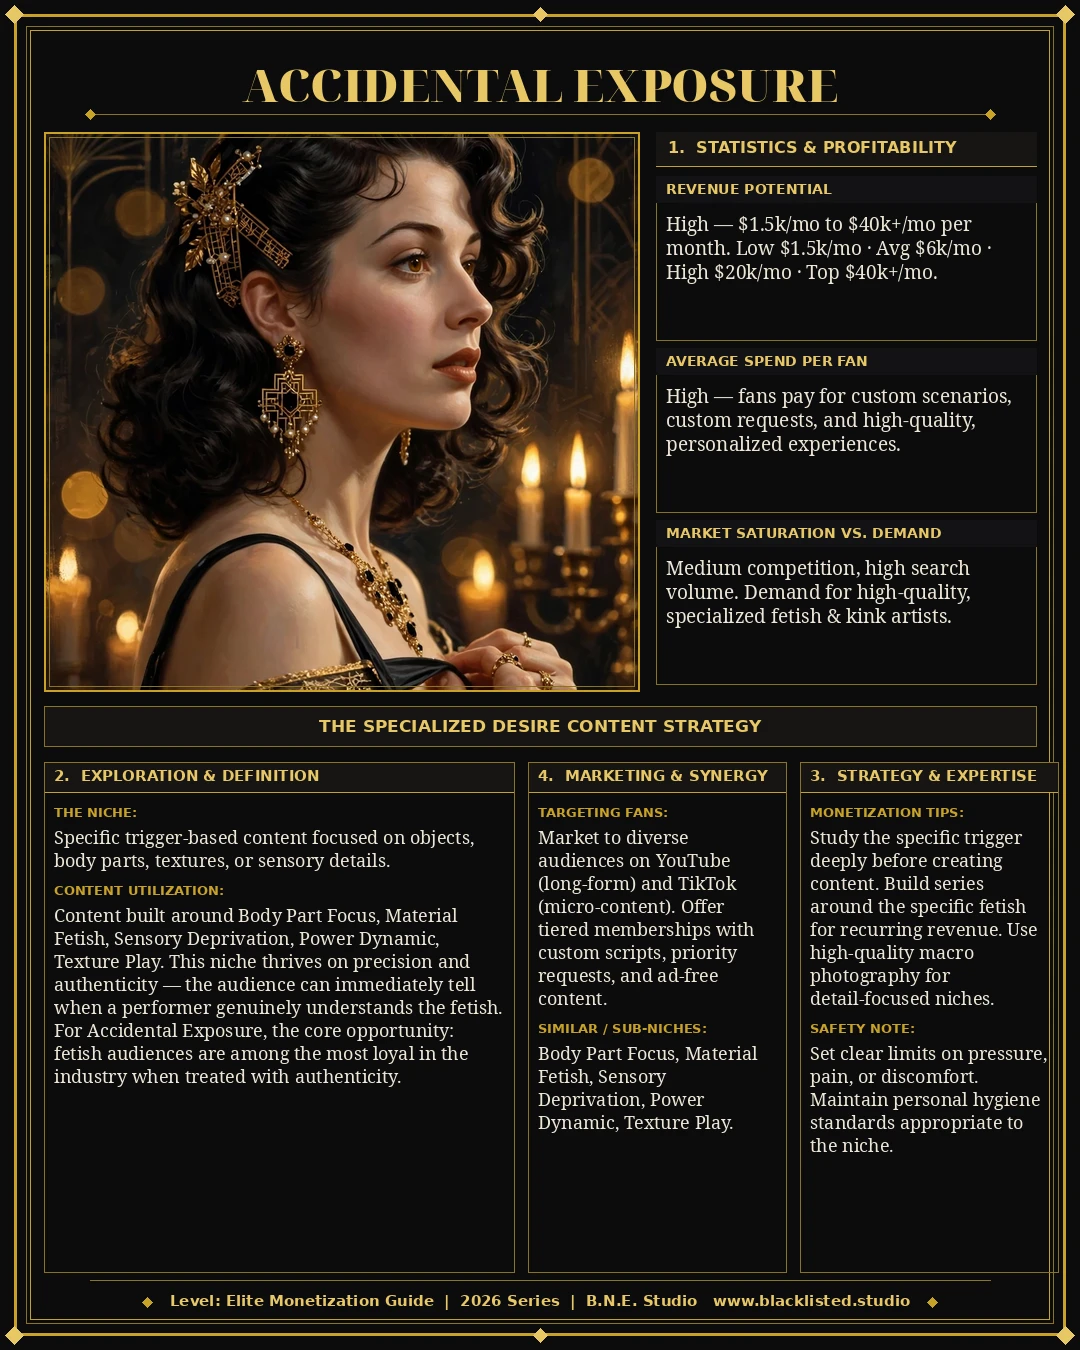 ACCIDENTAL EXPOSURE
1. STATISTICS & PROFITABILITY
REVENUE POTENTIAL
High — $1.5k/mo to $40k+/mo per
month. Low $1.5k/mo · Avg $6k/mo ·
High $20k/mo · Top $40k+/mo.
AVERAGE SPEND PER FAN
High — fans pay for custom scenarios,
custom requests, and high-quality,
personalized experiences.
MARKET SATURATION VS. DEMAND
Medium competition, high search
volume. Demand for high-quality,
specialized fetish & kink artists.
THE SPECIALIZED DESIRE CONTENT STRATEGY
2. EXPLORATION & DEFINITION
THE NICHE:
Specific trigger-based content focused on objects,
body parts, textures, or sensory details.
CONTENT UTILIZATION:
Content built around Body Part Focus, Material
Fetish, Sensory Deprivation, Power Dynamic,
Texture Play. This niche thrives on precision and
authenticity — the audience can immediately tell
when a performer genuinely understands the fetish.
For Accidental Exposure, the core opportunity:
fetish audiences are among the most loyal in the
industry when treated with authenticity.
4. MARKETING & SYNERGY
TARGETING FANS:
Market to diverse
audiences on YouTube
(long-form) and TikTok
(micro-content). Offer
tiered memberships with
custom scripts, priority
requests, and ad-free
content.
SIMILAR / SUB-NICHES:
Body Part Focus, Material
Fetish, Sensory
Deprivation, Power
Dynamic, Texture Play.
3. STRATEGY & EXPERTISE
MONETIZATION TIPS:
Study the specific trigger
deeply before creating
content. Build series
around the specific fetish
for recurring revenue. Use
high-quality macro
photography for
detail-focused niches.
SAFETY NOTE:
Set clear limits on pressure,
pain, or discomfort.
Maintain personal hygiene
standards appropriate to
the niche.
Level: Elite Monetization Guide | 2026 Series | B.N.E. Studio www.blacklisted.studio